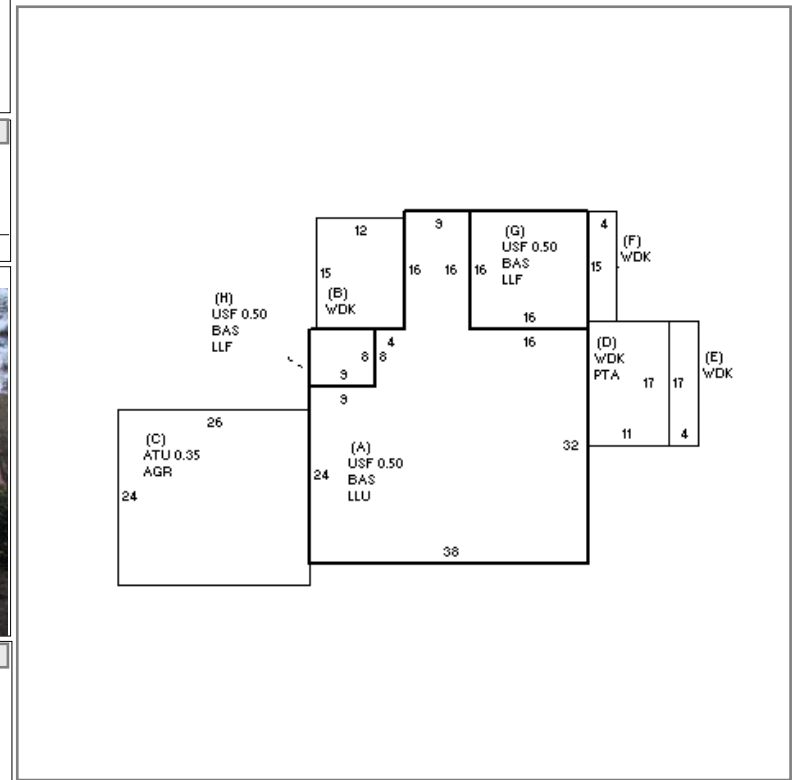 12
9
4
(G)
USF 0.50
BAS
LLF
(F)
WDK
15
16
16
16
15
(B)
WDK
(H)
USF 0.50
BAS
LLF
16
4
16
8
8
9
(D)
WDK
PTA
(E)
WDK
17
17
9
26
(C)
ATU 0.35
AGR
24
11
4
32
(A)
USF 0.50
BAS
LLU
24
38